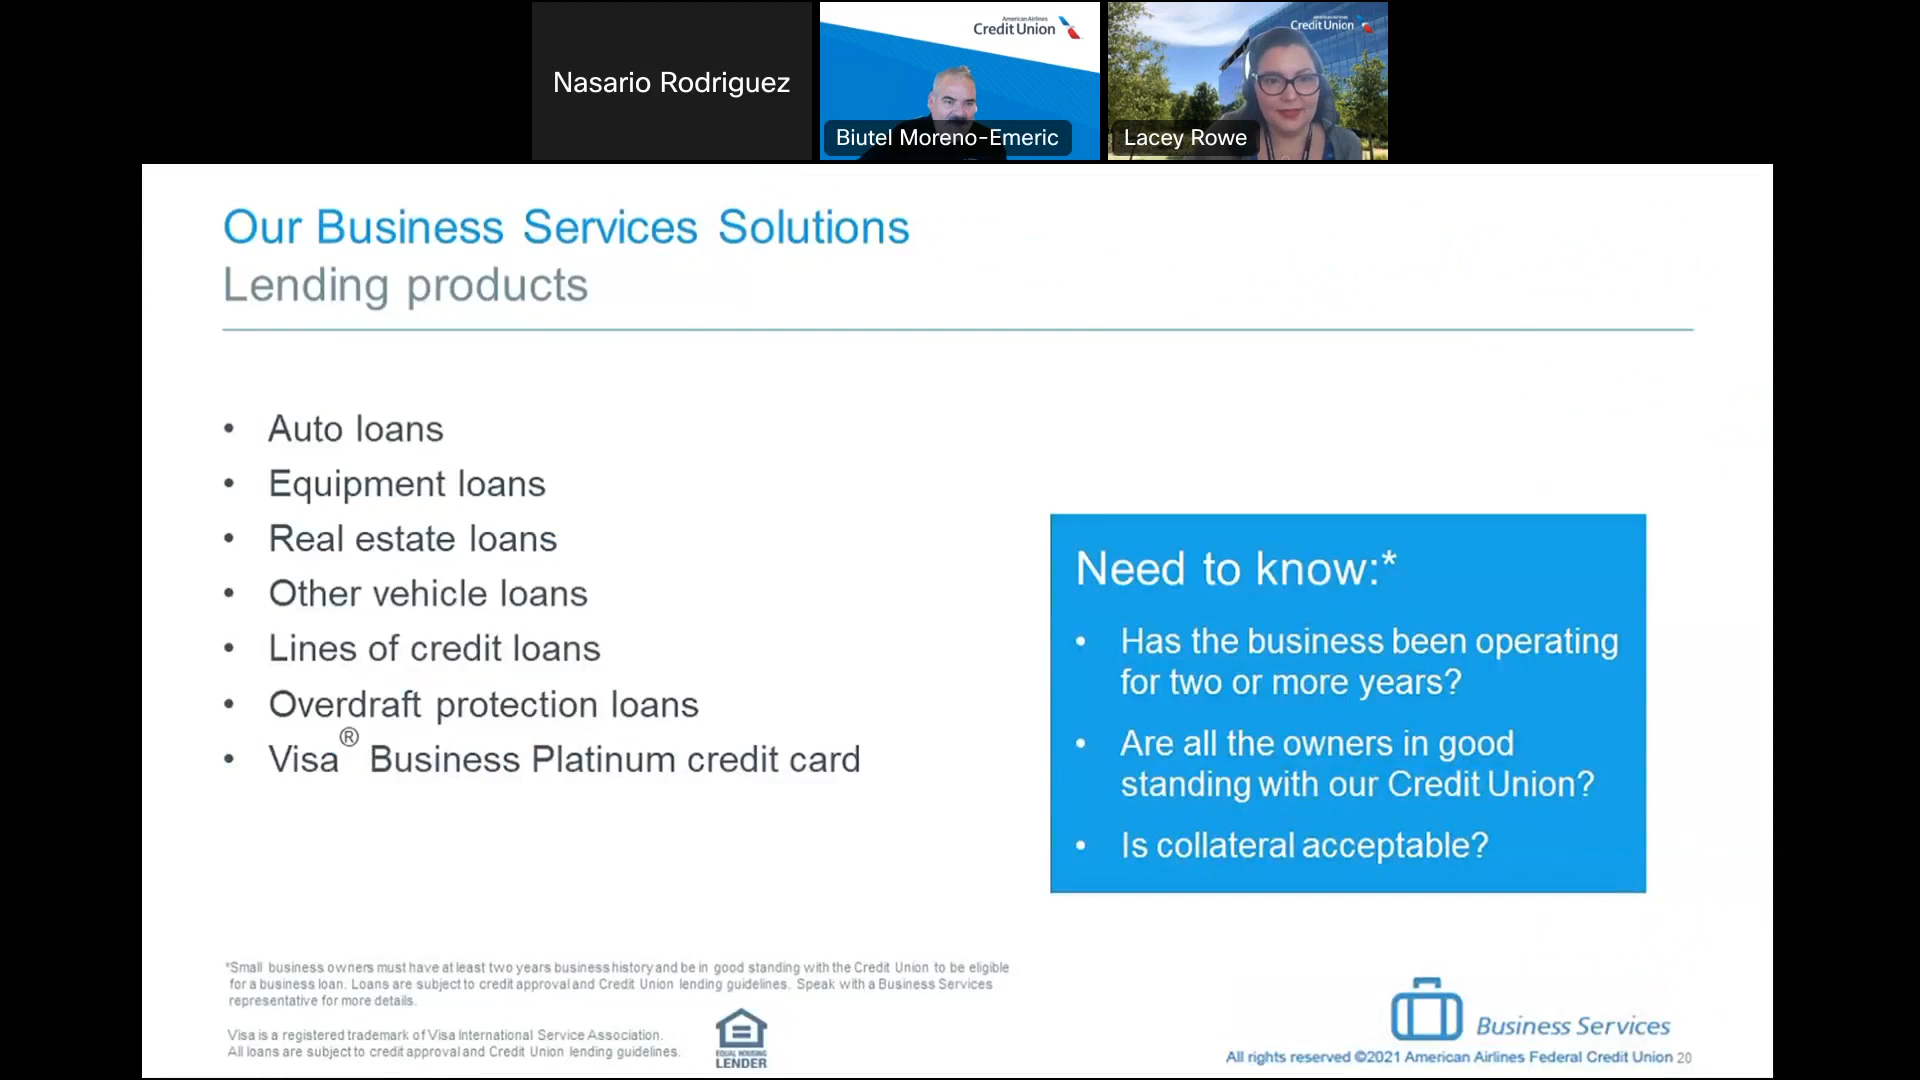 Nasario Rodriguez
American Airlines
Credit Union
Biutel Moreno-Emeric
American Airlines
Credit Union
Lacey Rowe
Our Business Services Solutions
Lending products
• Auto loans
• Equipment loans
• Real estate loans
• Other vehicle loans
• Lines of credit loans
• Overdraft protection loans
• Visa® Business Platinum credit card
Need to know:*
• Has the business been operating
for two or more years?
• Are all the owners in good
standing with our Credit Union?
• Is collateral acceptable?
*Small business owners must have at least two years business history and be in good standing with the Credit Union to be eligible
for a business loan. Loans are subject to credit approval and Credit Union lending guidelines. Speak with a Business Services
representative for more details.
Visa is a registered trademark of Visa International Service Association.
All loans are subject to credit approval and Credit Union lending guidelines.
EQUAL HOUSING
LENDER
Business Services
All rights reserved ©2021 American Airlines Federal Credit Union 20